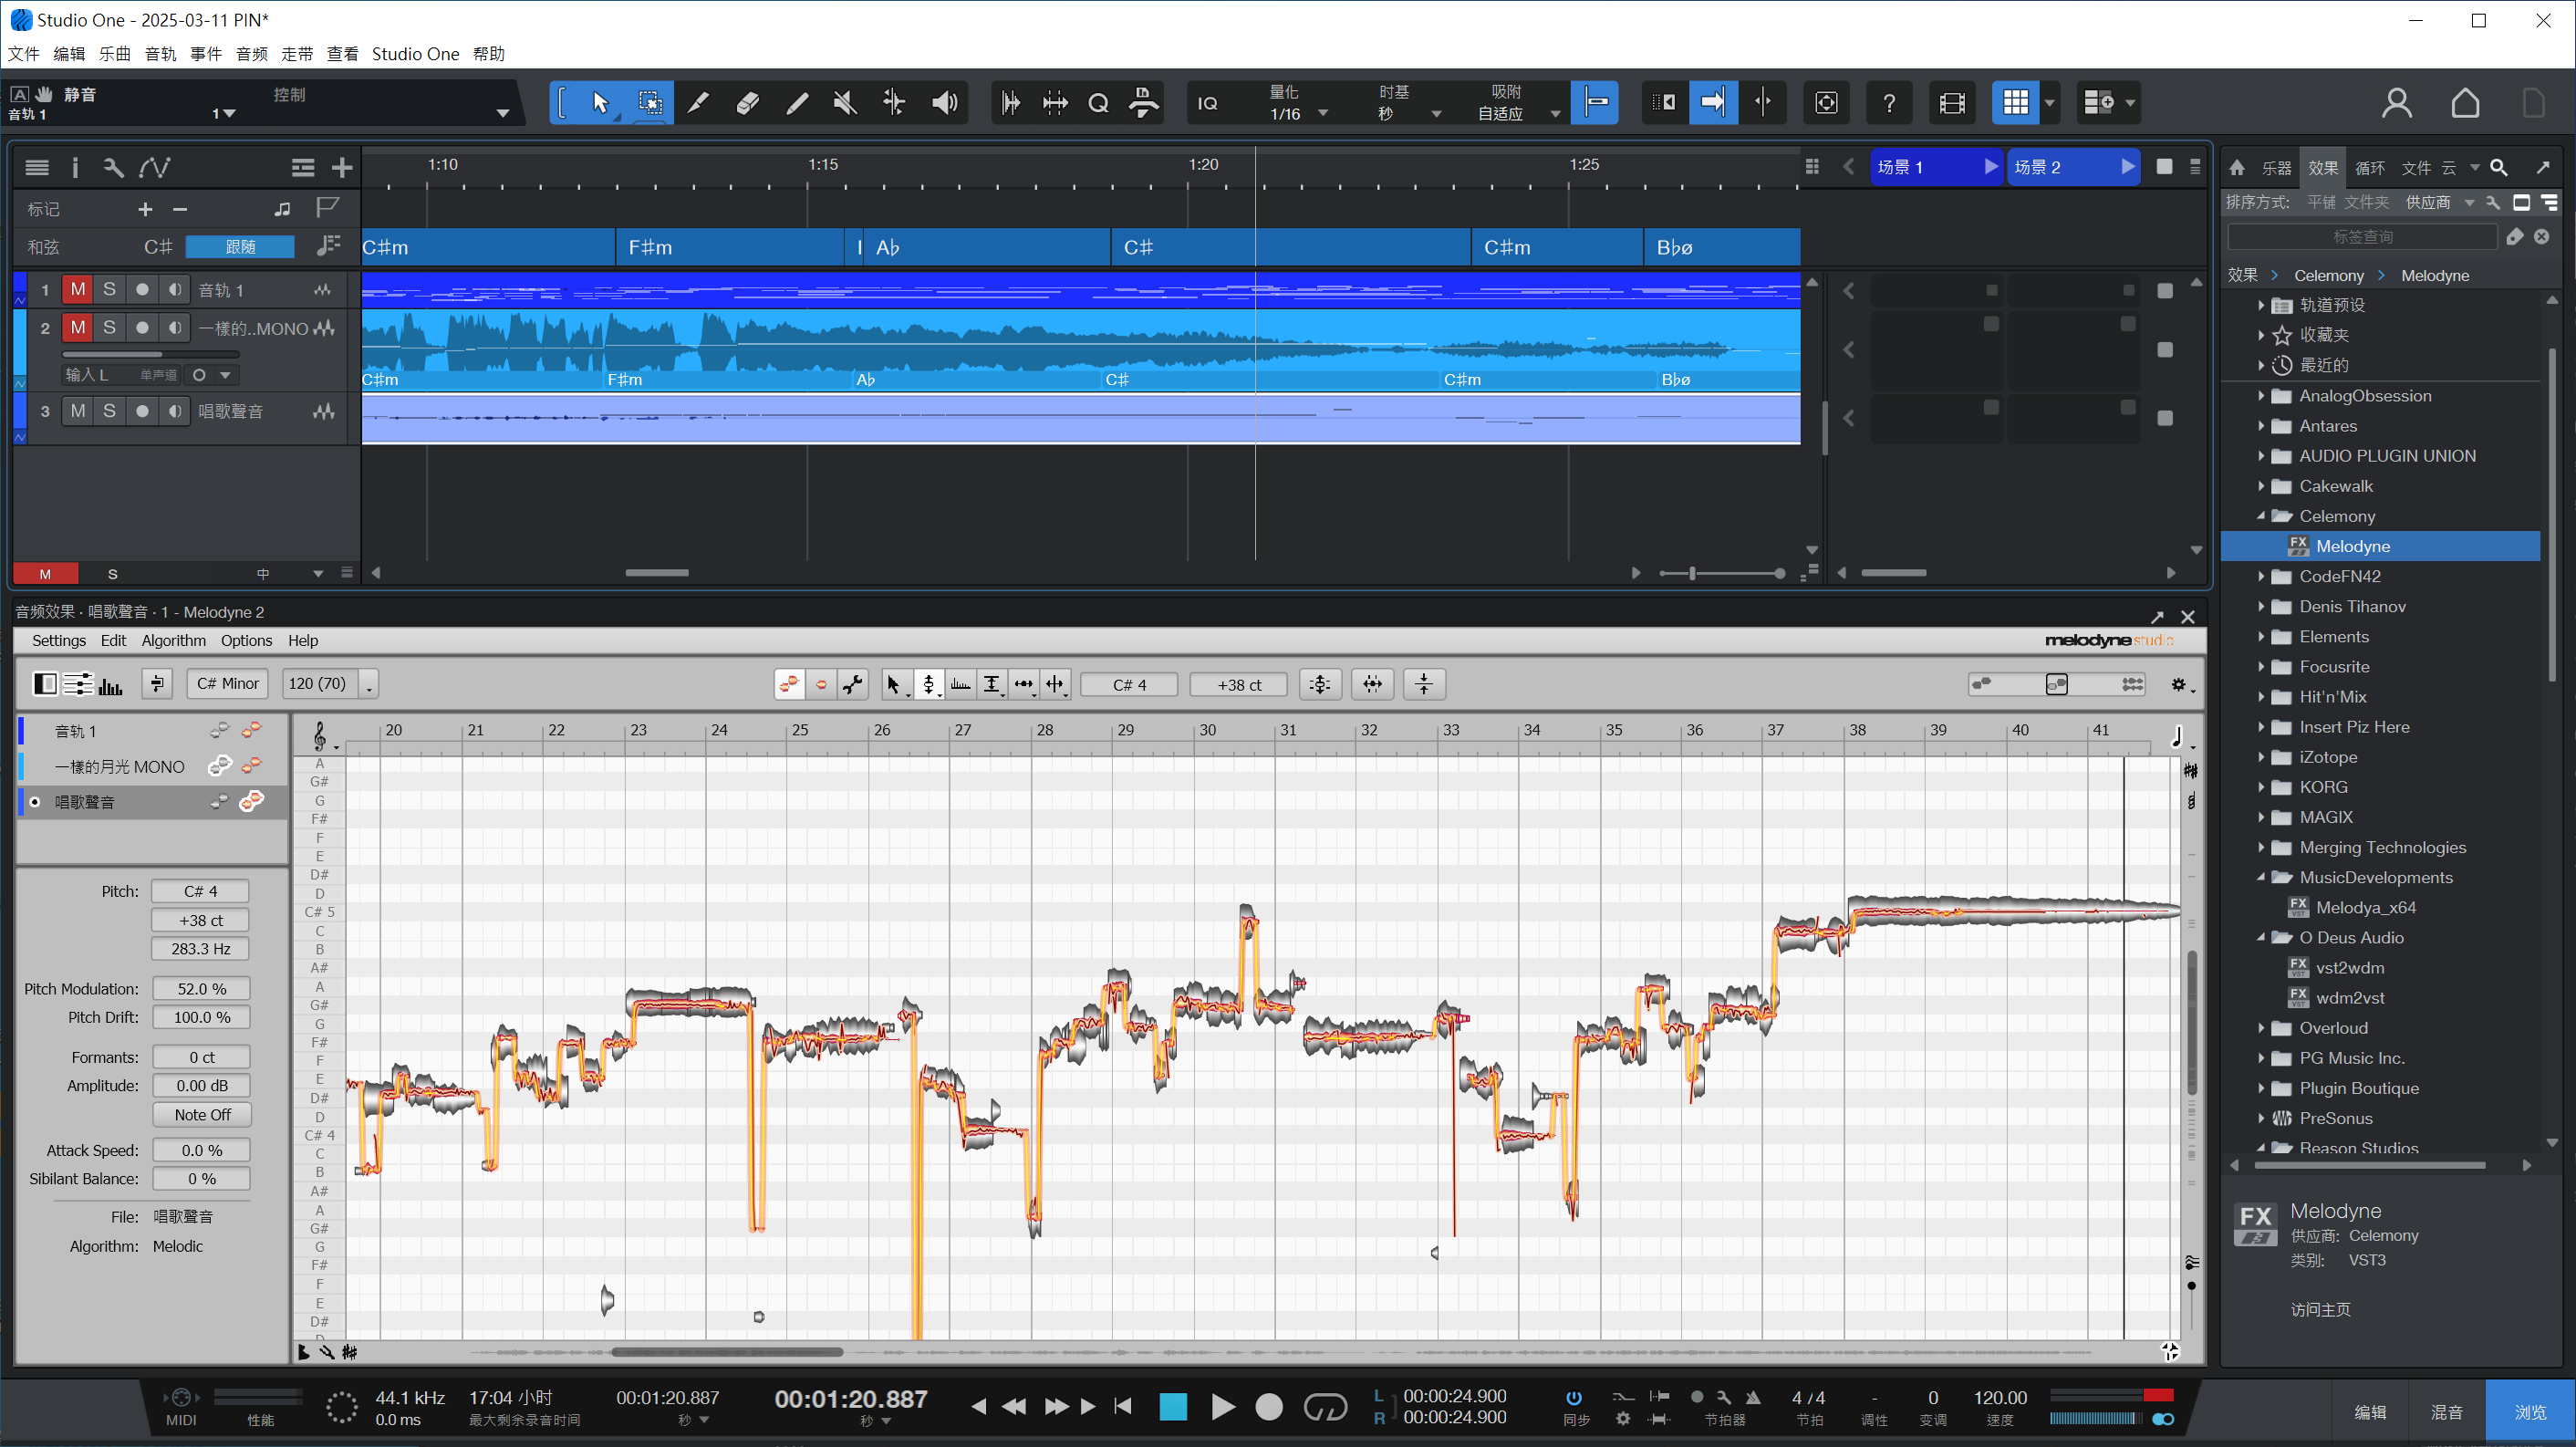 Studio One - 2025-03-11 PIN*
文件 编辑 乐曲 音轨 事件 音频 走带 查看 Studio One 帮助
A 静音 控制
音轨 1 1
IQ 量化 时基 吸附
1/16 秒 自适应
1:10 1:15 1:20 1:25
场景 1 场景 2
标记
和弦 C♯ 跟随
C♯m F♯m A♭ C♯ C♯m B♭ø
1 M S 音轨 1
2 M S 一樣的..MONO
输入 L 单声道
C♯m F♯m A♭ C♯ C♯m B♭ø
3 M S 唱歌聲音
M S 中
乐器 效果 循环 文件 云
排序方式: 平铺 文件夹 供应商
标签查询
效果 > Celemony > Melodyne
轨道预设
收藏夹
最近的
AnalogObsession
Antares
AUDIO PLUGIN UNION
Cakewalk
Celemony
FX Melodyne
CodeFN42
Denis Tihanov
Elements
Focusrite
Hit'n'Mix
Insert Piz Here
iZotope
KORG
MAGIX
Merging Technologies
MusicDevelopments
FX VST Melodya_x64
O Deus Audio
FX VST vst2wdm
FX VST wdm2vst
Overloud
PG Music Inc.
Plugin Boutique
PreSonus
Reason Studios
FX Melodyne
供应商: Celemony
类别: VST3
访问主页
音频效果 · 唱歌聲音 · 1 - Melodyne 2
Settings Edit Algorithm Options Help
melodyne studio
C# Minor 120 (70) C# 4 +38 ct
音轨 1
一樣的月光 MONO
唱歌聲音
20 21 22 23 24 25 26 27 28 29 30 31 32 33 34 35 36 37 38 39 40 41
A
G#
G
F#
F
E
D#
D
C# 5
C
B
A#
A
G#
G
F#
F
E
D#
D
C# 4
C
B
A#
A
G#
G
F#
F
E
D#
D
Pitch: C# 4
+38 ct
283.3 Hz
Pitch Modulation: 52.0 %
Pitch Drift: 100.0 %
Formants: 0 ct
Amplitude: 0.00 dB
Note Off
Attack Speed: 0.0 %
Sibilant Balance: 0 %
File: 唱歌聲音
Algorithm: Melodic
MIDI 性能
44.1 kHz
0.0 ms
17:04 小时
最大剩余录音时间
00:01:20.887
秒
00:01:20.887
秒
L 00:00:24.900
R 00:00:24.900
同步 节拍器
4 / 4
节拍
-
调性
0
变调
120.00
速度
编辑 混音 浏览